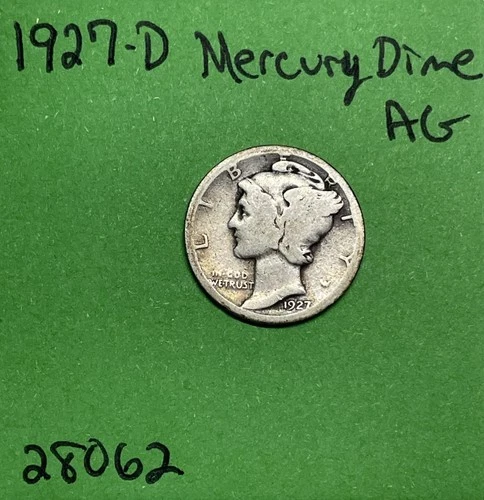 1927-D Mercury Dime
AG
LIBERTY
IN GOD
WE TRUST
1927
28062